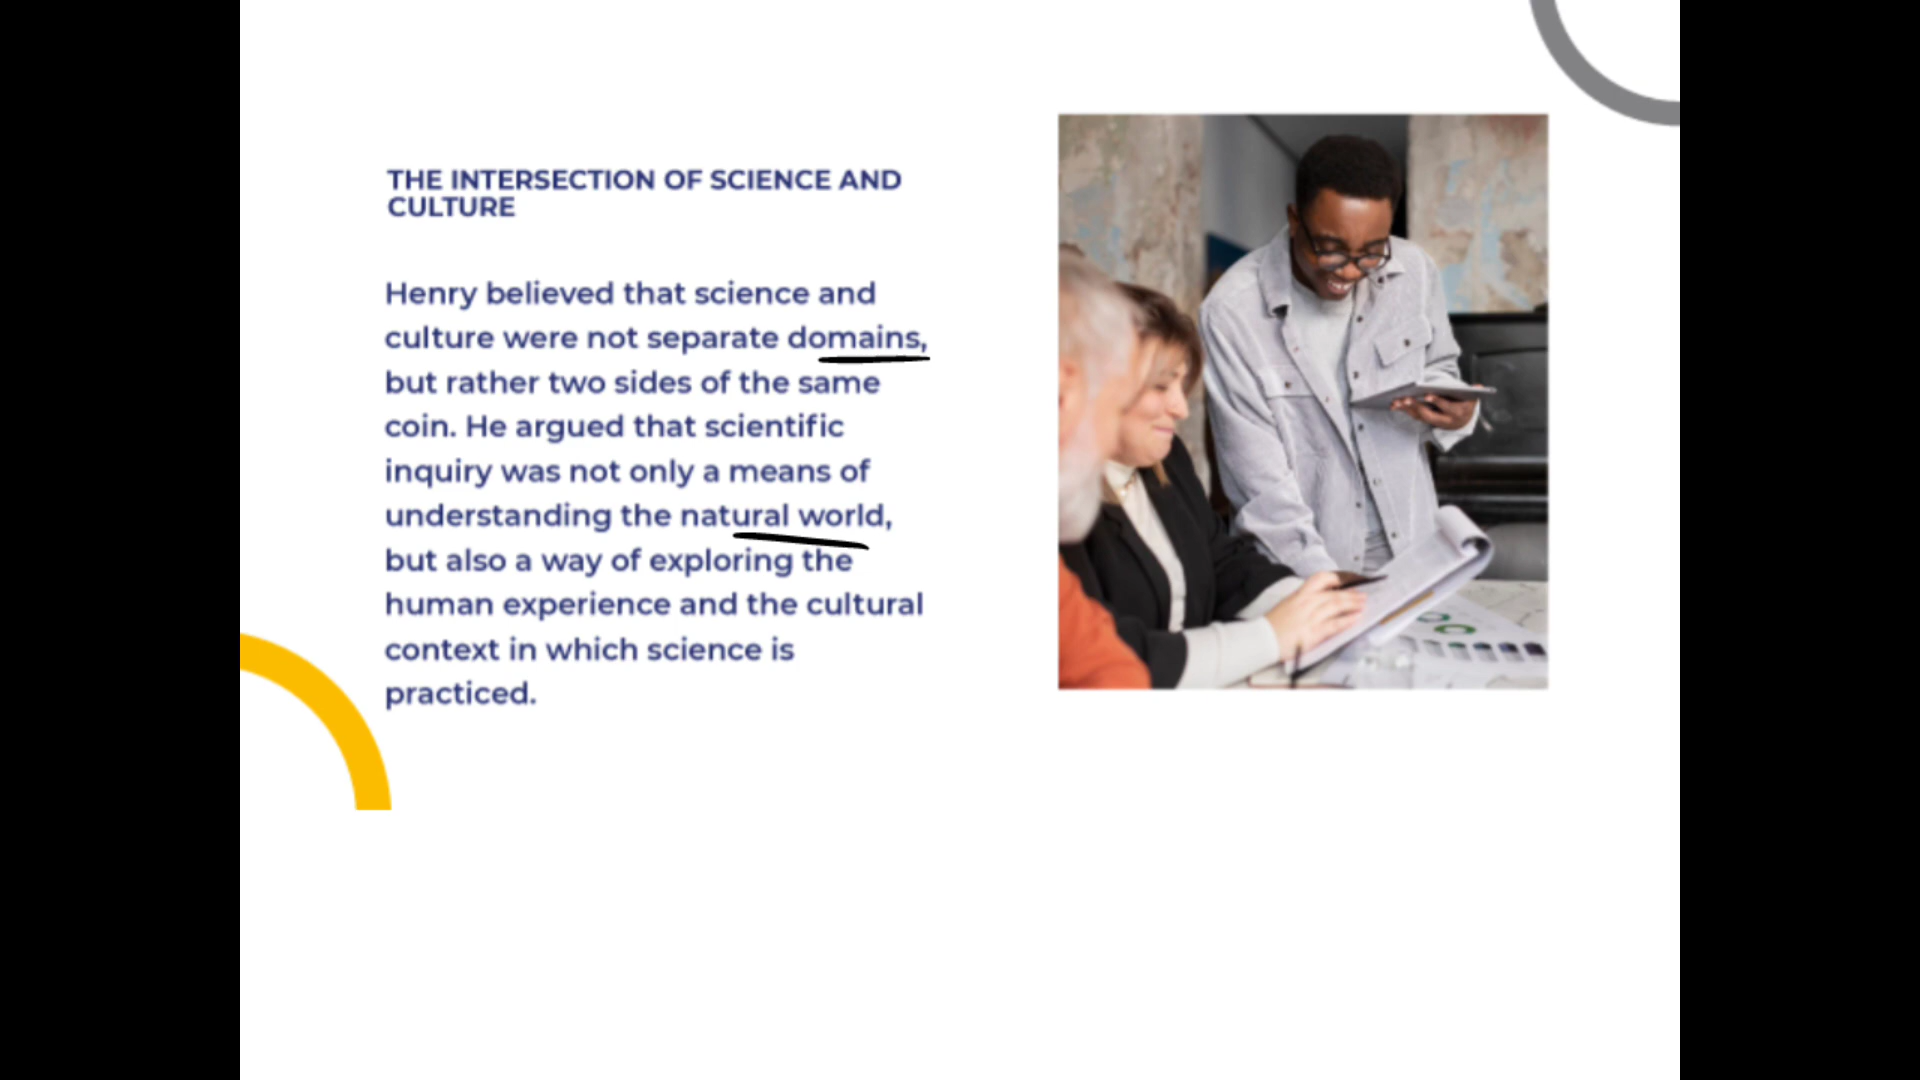 THE INTERSECTION OF SCIENCE AND
CULTURE
Henry believed that science and
culture were not separate domains,
but rather two sides of the same
coin. He argued that scientific
inquiry was not only a means of
understanding the natural world,
but also a way of exploring the
human experience and the cultural
context in which science is
practiced.